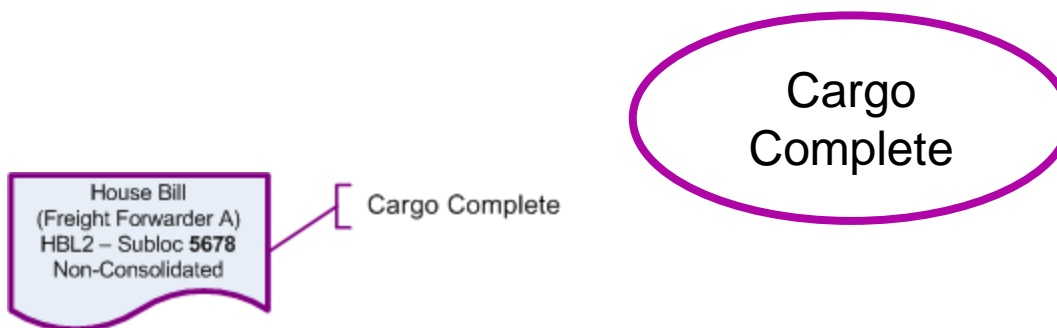 Cargo
Complete
House Bill
(Freight Forwarder A)
HBL2 – Subloc 5678
Non-Consolidated
Cargo Complete